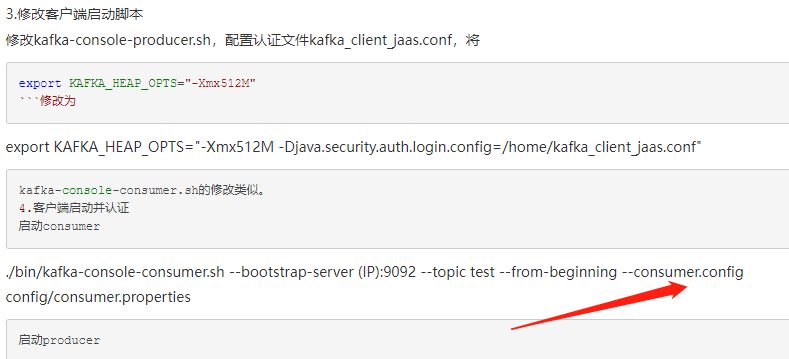 3.修改客户端启动脚本
修改kafka-console-producer.sh，配置认证文件kafka_client_jaas.conf，将
export KAFKA_HEAP_OPTS="-Xmx512M"
```修改为
export KAFKA_HEAP_OPTS="-Xmx512M -Djava.security.auth.login.config=/home/kafka_client_jaas.conf"
kafka-console-consumer.sh的修改类似。
4.客户端启动并认证
启动consumer
./bin/kafka-console-consumer.sh --bootstrap-server (IP):9092 --topic test --from-beginning --consumer.config
config/consumer.properties
启动producer